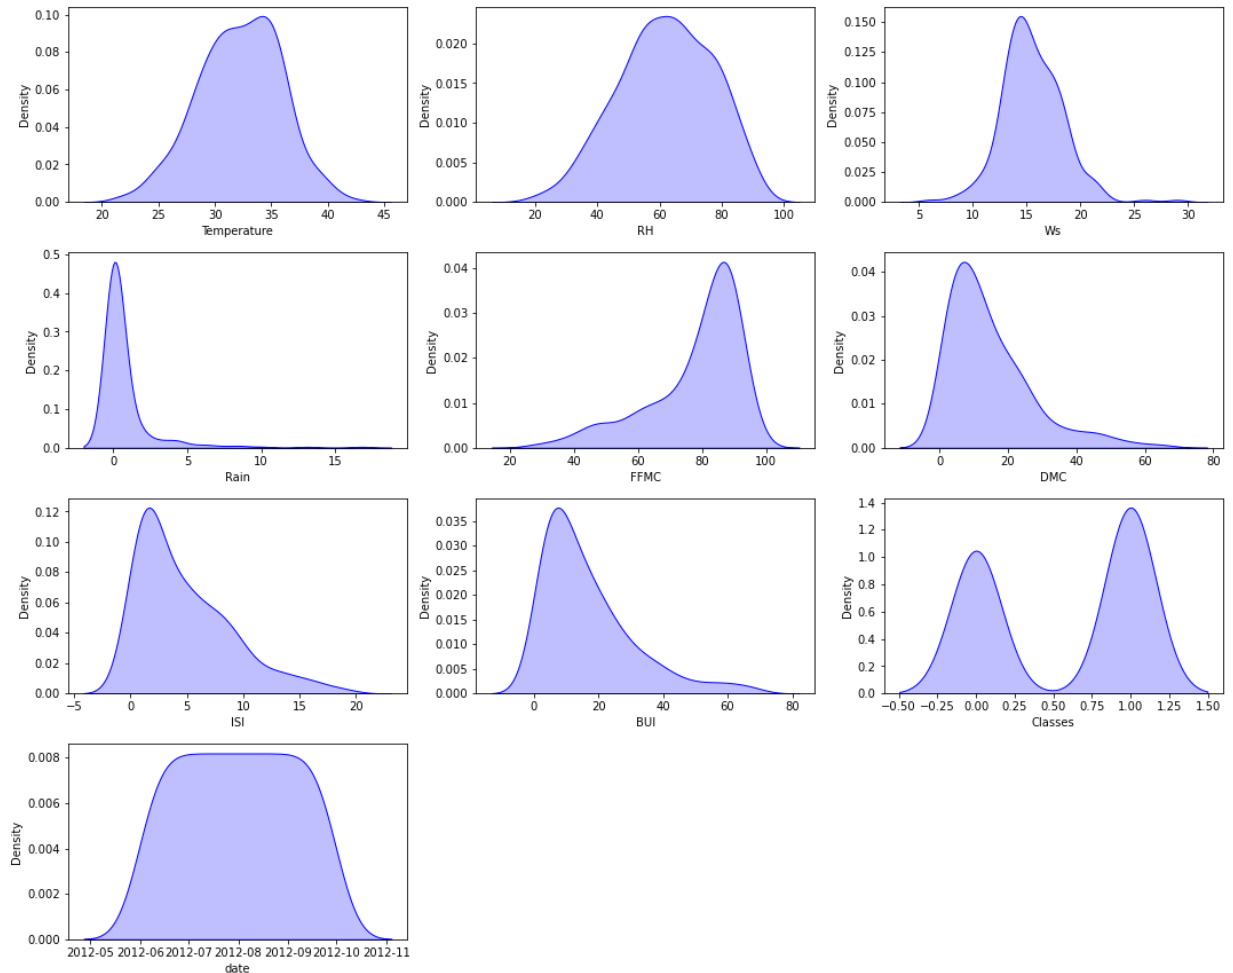 0.10
0.08
0.06
0.04
0.02
0.00
Density
20 25 30 35 40 45
Temperature
0.020
0.015
0.010
0.005
0.000
Density
20 40 60 80 100
RH
0.150
0.125
0.100
0.075
0.050
0.025
0.000
Density
5 10 15 20 25 30
Ws
0.5
0.4
0.3
0.2
0.1
0.0
Density
0 5 10 15
Rain
0.04
0.03
0.02
0.01
0.00
Density
20 40 60 80 100
FFMC
0.04
0.03
0.02
0.01
0.00
Density
0 20 40 60 80
DMC
0.12
0.10
0.08
0.06
0.04
0.02
0.00
Density
−5 0 5 10 15 20
ISI
0.035
0.030
0.025
0.020
0.015
0.010
0.005
0.000
Density
0 20 40 60 80
BUI
1.4
1.2
1.0
0.8
0.6
0.4
0.2
0.0
Density
−0.50 −0.25 0.00 0.25 0.50 0.75 1.00 1.25 1.50
Classes
0.008
0.006
0.004
0.002
0.000
Density
2012-05 2012-06 2012-07 2012-08 2012-09 2012-10 2012-11
date